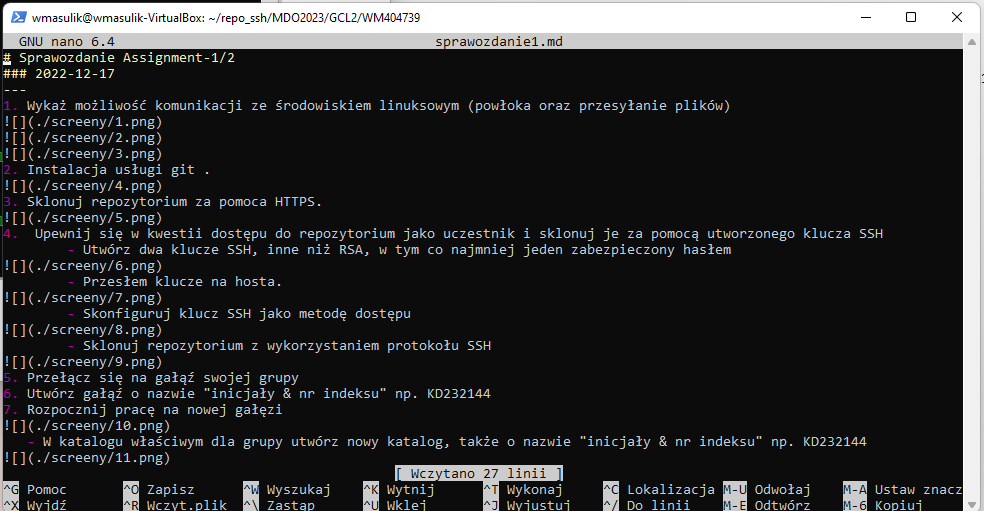 wmasulik@wmasulik-VirtualBox: ~/repo_ssh/MDO2023/GCL2/WM404739
GNU nano 6.4 sprawozdanie1.md
# Sprawozdanie Assignment-1/2
### 2022-12-17
---
1. Wykaż możliwość komunikacji ze środowiskiem linuksowym (powłoka oraz przesyłanie plików)
![](./screeny/1.png)
![](./screeny/2.png)
![](./screeny/3.png)
2. Instalacja usługi git .
![](./screeny/4.png)
3. Sklonuj repozytorium za pomoca HTTPS.
![](./screeny/5.png)
4.  Upewnij się w kwestii dostępu do repozytorium jako uczestnik i sklonuj je za pomocą utworzonego klucza SSH
- Utwórz dwa klucze SSH, inne niż RSA, w tym co najmniej jeden zabezpieczony hasłem
![](./screeny/6.png)
- Przesłem klucze na hosta.
![](./screeny/7.png)
- Skonfiguruj klucz SSH jako metodę dostępu
![](./screeny/8.png)
- Sklonuj repozytorium z wykorzystaniem protokołu SSH
![](./screeny/9.png)
5. Przełącz się na gałąź swojej grupy
6. Utwórz gałąź o nazwie "inicjały & nr indeksu" np. KD232144
7. Rozpocznij pracę na nowej gałęzi
![](./screeny/10.png)
- W katalogu właściwym dla grupy utwórz nowy katalog, także o nazwie "inicjały & nr indeksu" np. KD232144
![](./screeny/11.png)
[ Wczytano 27 linii ]
^G Pomoc ^O Zapisz ^W Wyszukaj ^K Wytnij ^T Wykonaj ^C Lokalizacja M-U Odwołaj M-A Ustaw znacz
^X Wyjdź ^R Wczyt.plik ^\ Zastąp ^U Wklej ^J Wyjustuj ^/ Do linii M-E Odtwórz M-6 Kopiuj